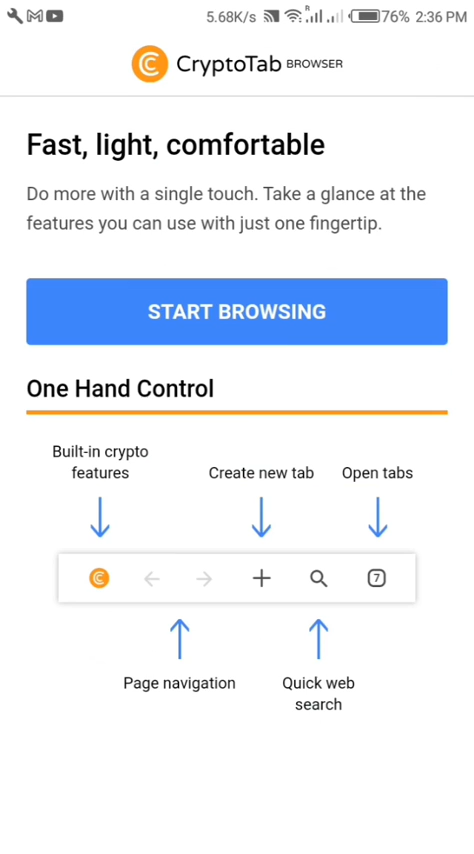 5.68K/s R 76% 2:36 PM
CryptoTab BROWSER
Fast, light, comfortable
Do more with a single touch. Take a glance at the
features you can use with just one fingertip.
START BROWSING
One Hand Control
Built-in crypto
features
Create new tab
Open tabs
7
Page navigation
Quick web
search